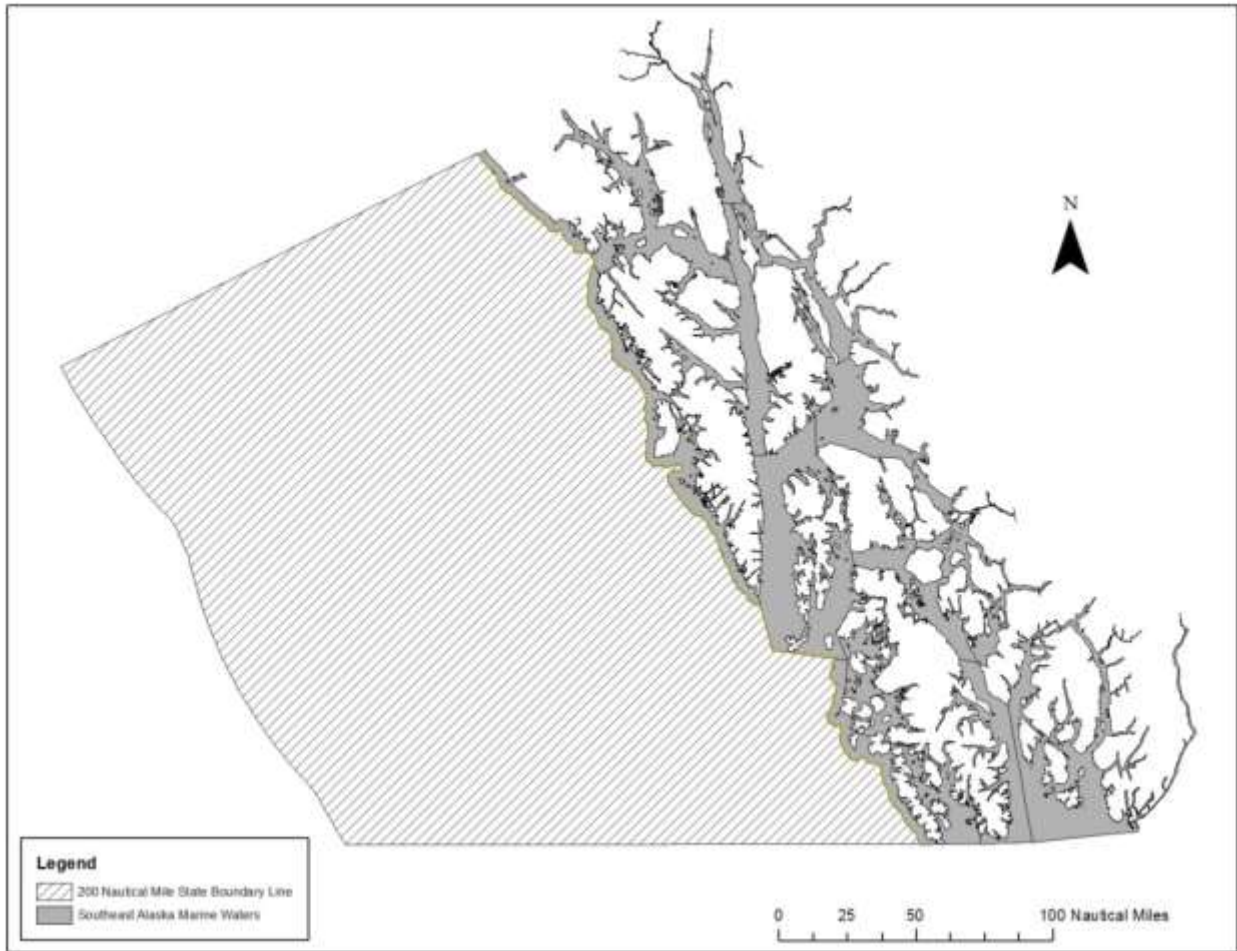 N
Legend
200 Nautical Mile State Boundary Line
Southeast Alaska Marine Waters
0 25 50 100 Nautical Miles